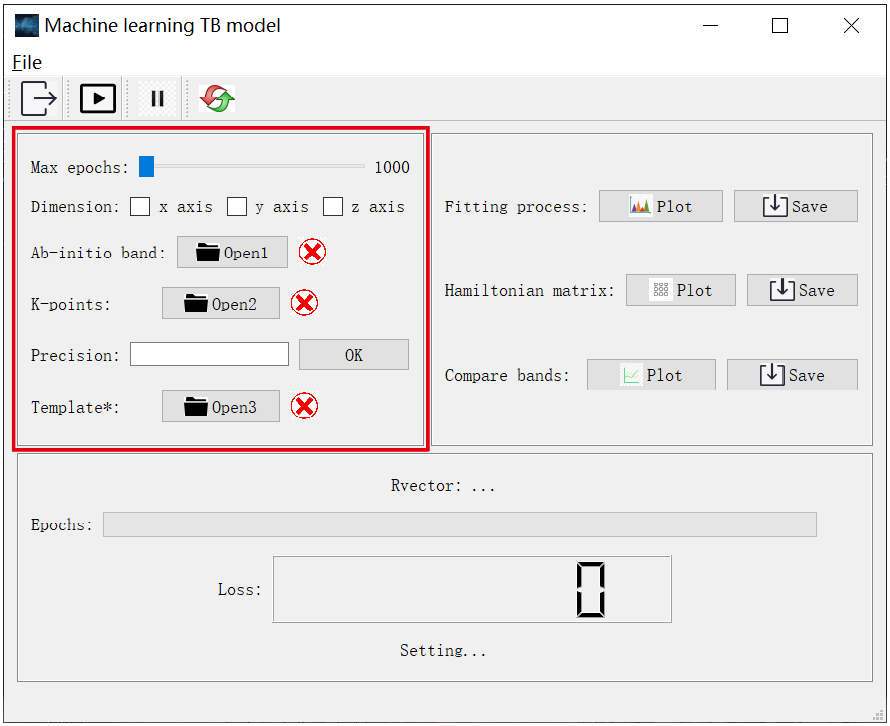 Machine learning TB model
File
Max epochs: 1000
Dimension: x axis y axis z axis
Ab-initio band: Open1
K-points: Open2
Precision: OK
Template*: Open3
Fitting process: Plot Save
Hamiltonian matrix: Plot Save
Compare bands: Plot Save
Rvector: ...
Epochs:
Loss: 0
Setting...